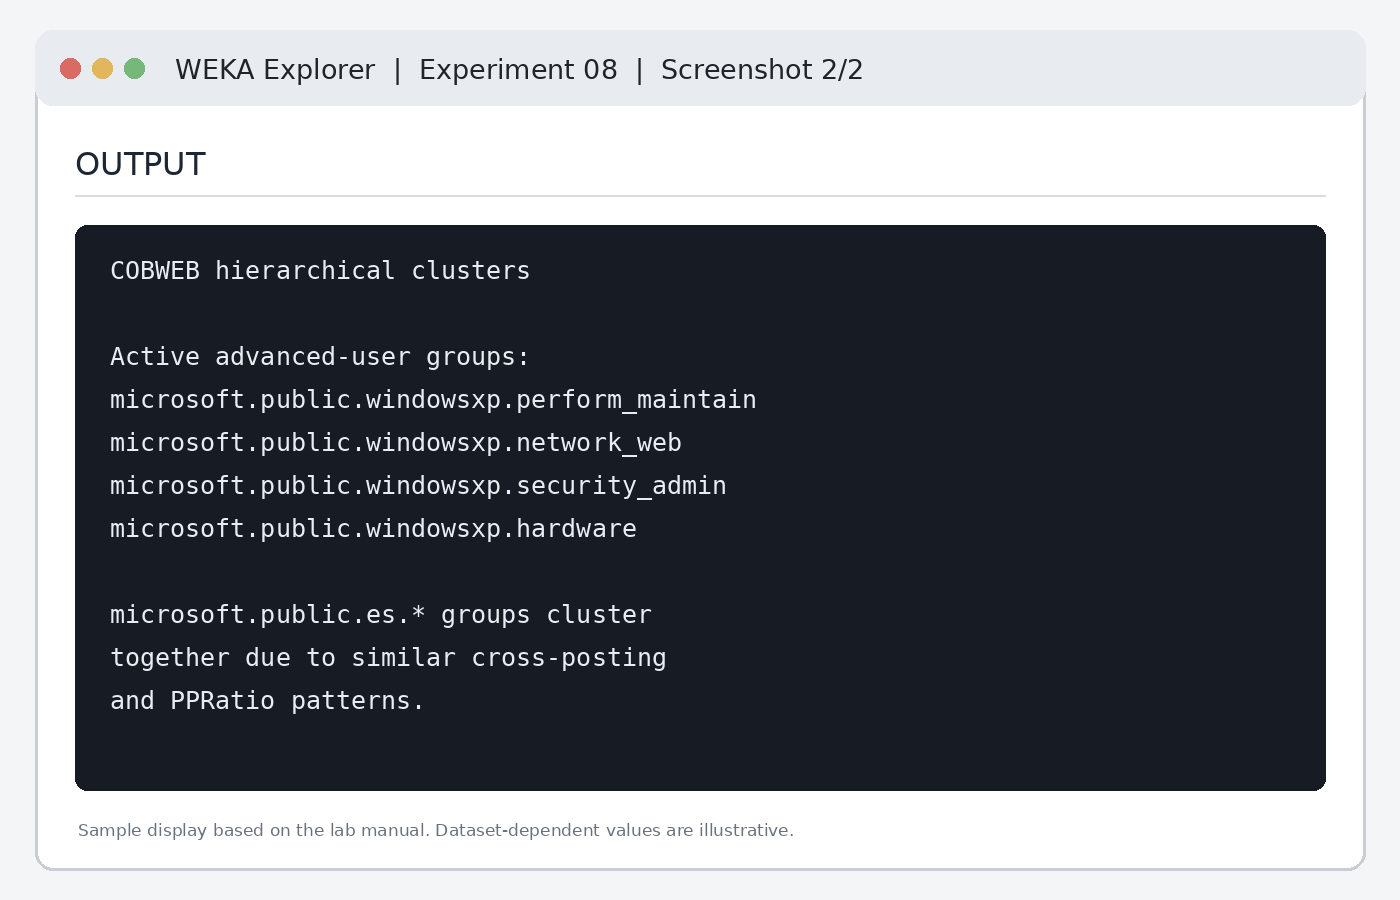 WEKA Explorer | Experiment 08 | Screenshot 2/2
OUTPUT
COBWEB hierarchical clusters
Active advanced-user groups:
microsoft.public.windowsxp.perform_maintain
microsoft.public.windowsxp.network_web
microsoft.public.windowsxp.security_admin
microsoft.public.windowsxp.hardware
microsoft.public.es.* groups cluster
together due to similar cross-posting
and PPRatio patterns.
Sample display based on the lab manual. Dataset-dependent values are illustrative.